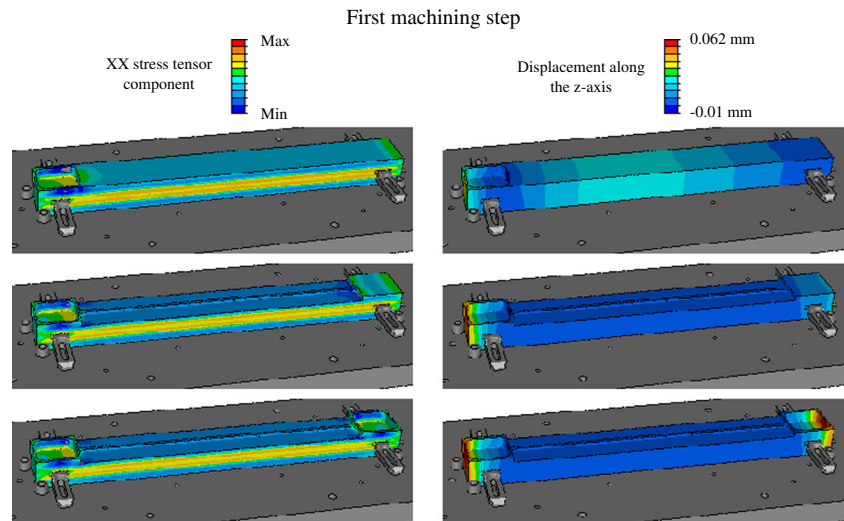 First machining step
XX stress tensor
component
Max
Min
Displacement along
the z-axis
0.062 mm
-0.01 mm